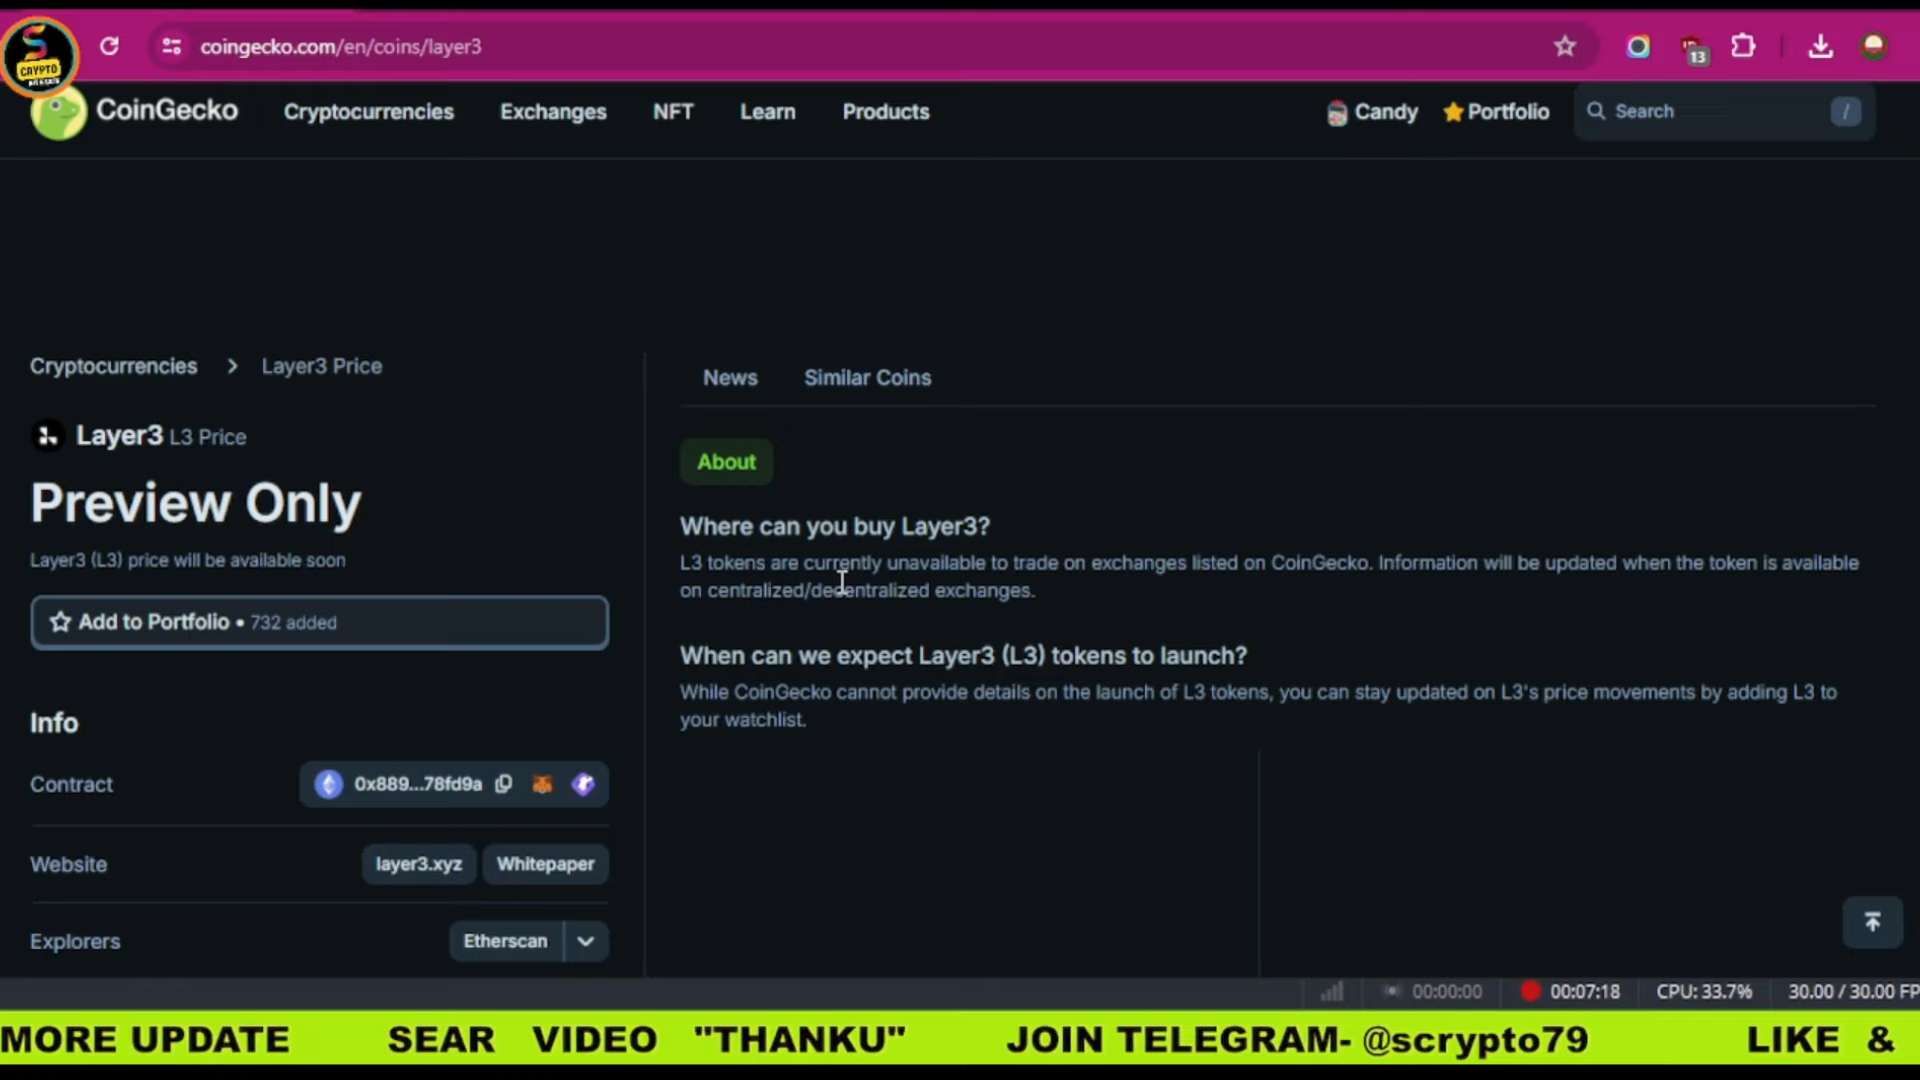 coingecko.com/en/coins/layer3
13
CRYPTO
CoinGecko
Cryptocurrencies
Exchanges
NFT
Learn
Products
Candy
Portfolio
Search
/
Cryptocurrencies > Layer3 Price
Layer3 L3 Price
Preview Only
Layer3 (L3) price will be available soon
Add to Portfolio • 732 added
Info
Contract
0x889...78fd9a
Website
layer3.xyz
Whitepaper
Explorers
Etherscan
News
Similar Coins
About
Where can you buy Layer3?
L3 tokens are currently unavailable to trade on exchanges listed on CoinGecko. Information will be updated when the token is available
on centralized/decentralized exchanges.
When can we expect Layer3 (L3) tokens to launch?
While CoinGecko cannot provide details on the launch of L3 tokens, you can stay updated on L3's price movements by adding L3 to
your watchlist.
00:00:00
00:07:18
CPU: 33.7%
30.00 / 30.00 FP
MORE UPDATE SEAR VIDEO "THANKU" JOIN TELEGRAM- @scrypto79 LIKE &